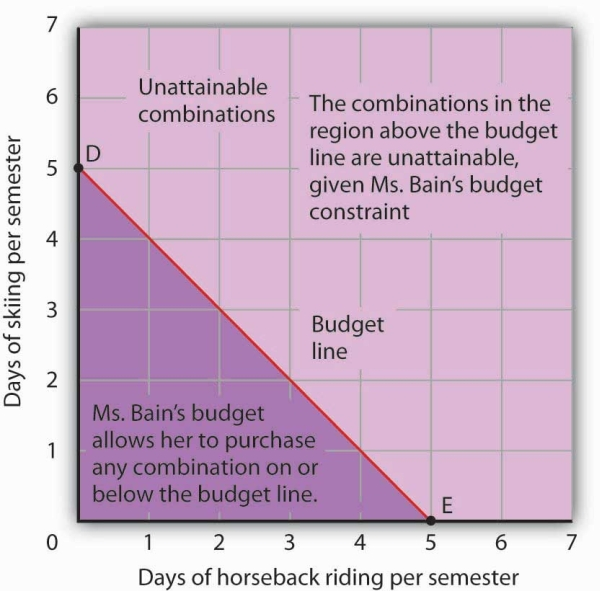 7
Unattainable
combinations
6
The combinations in the
region above the budget
line are unattainable,
given Ms. Bain's budget
constraint
D
5
Days of skiing per semester
4
3
Budget
line
2
Ms. Bain's budget
allows her to purchase
any combination on or
below the budget line.
1
E
0 1 2 3 4 5 6 7
Days of horseback riding per semester